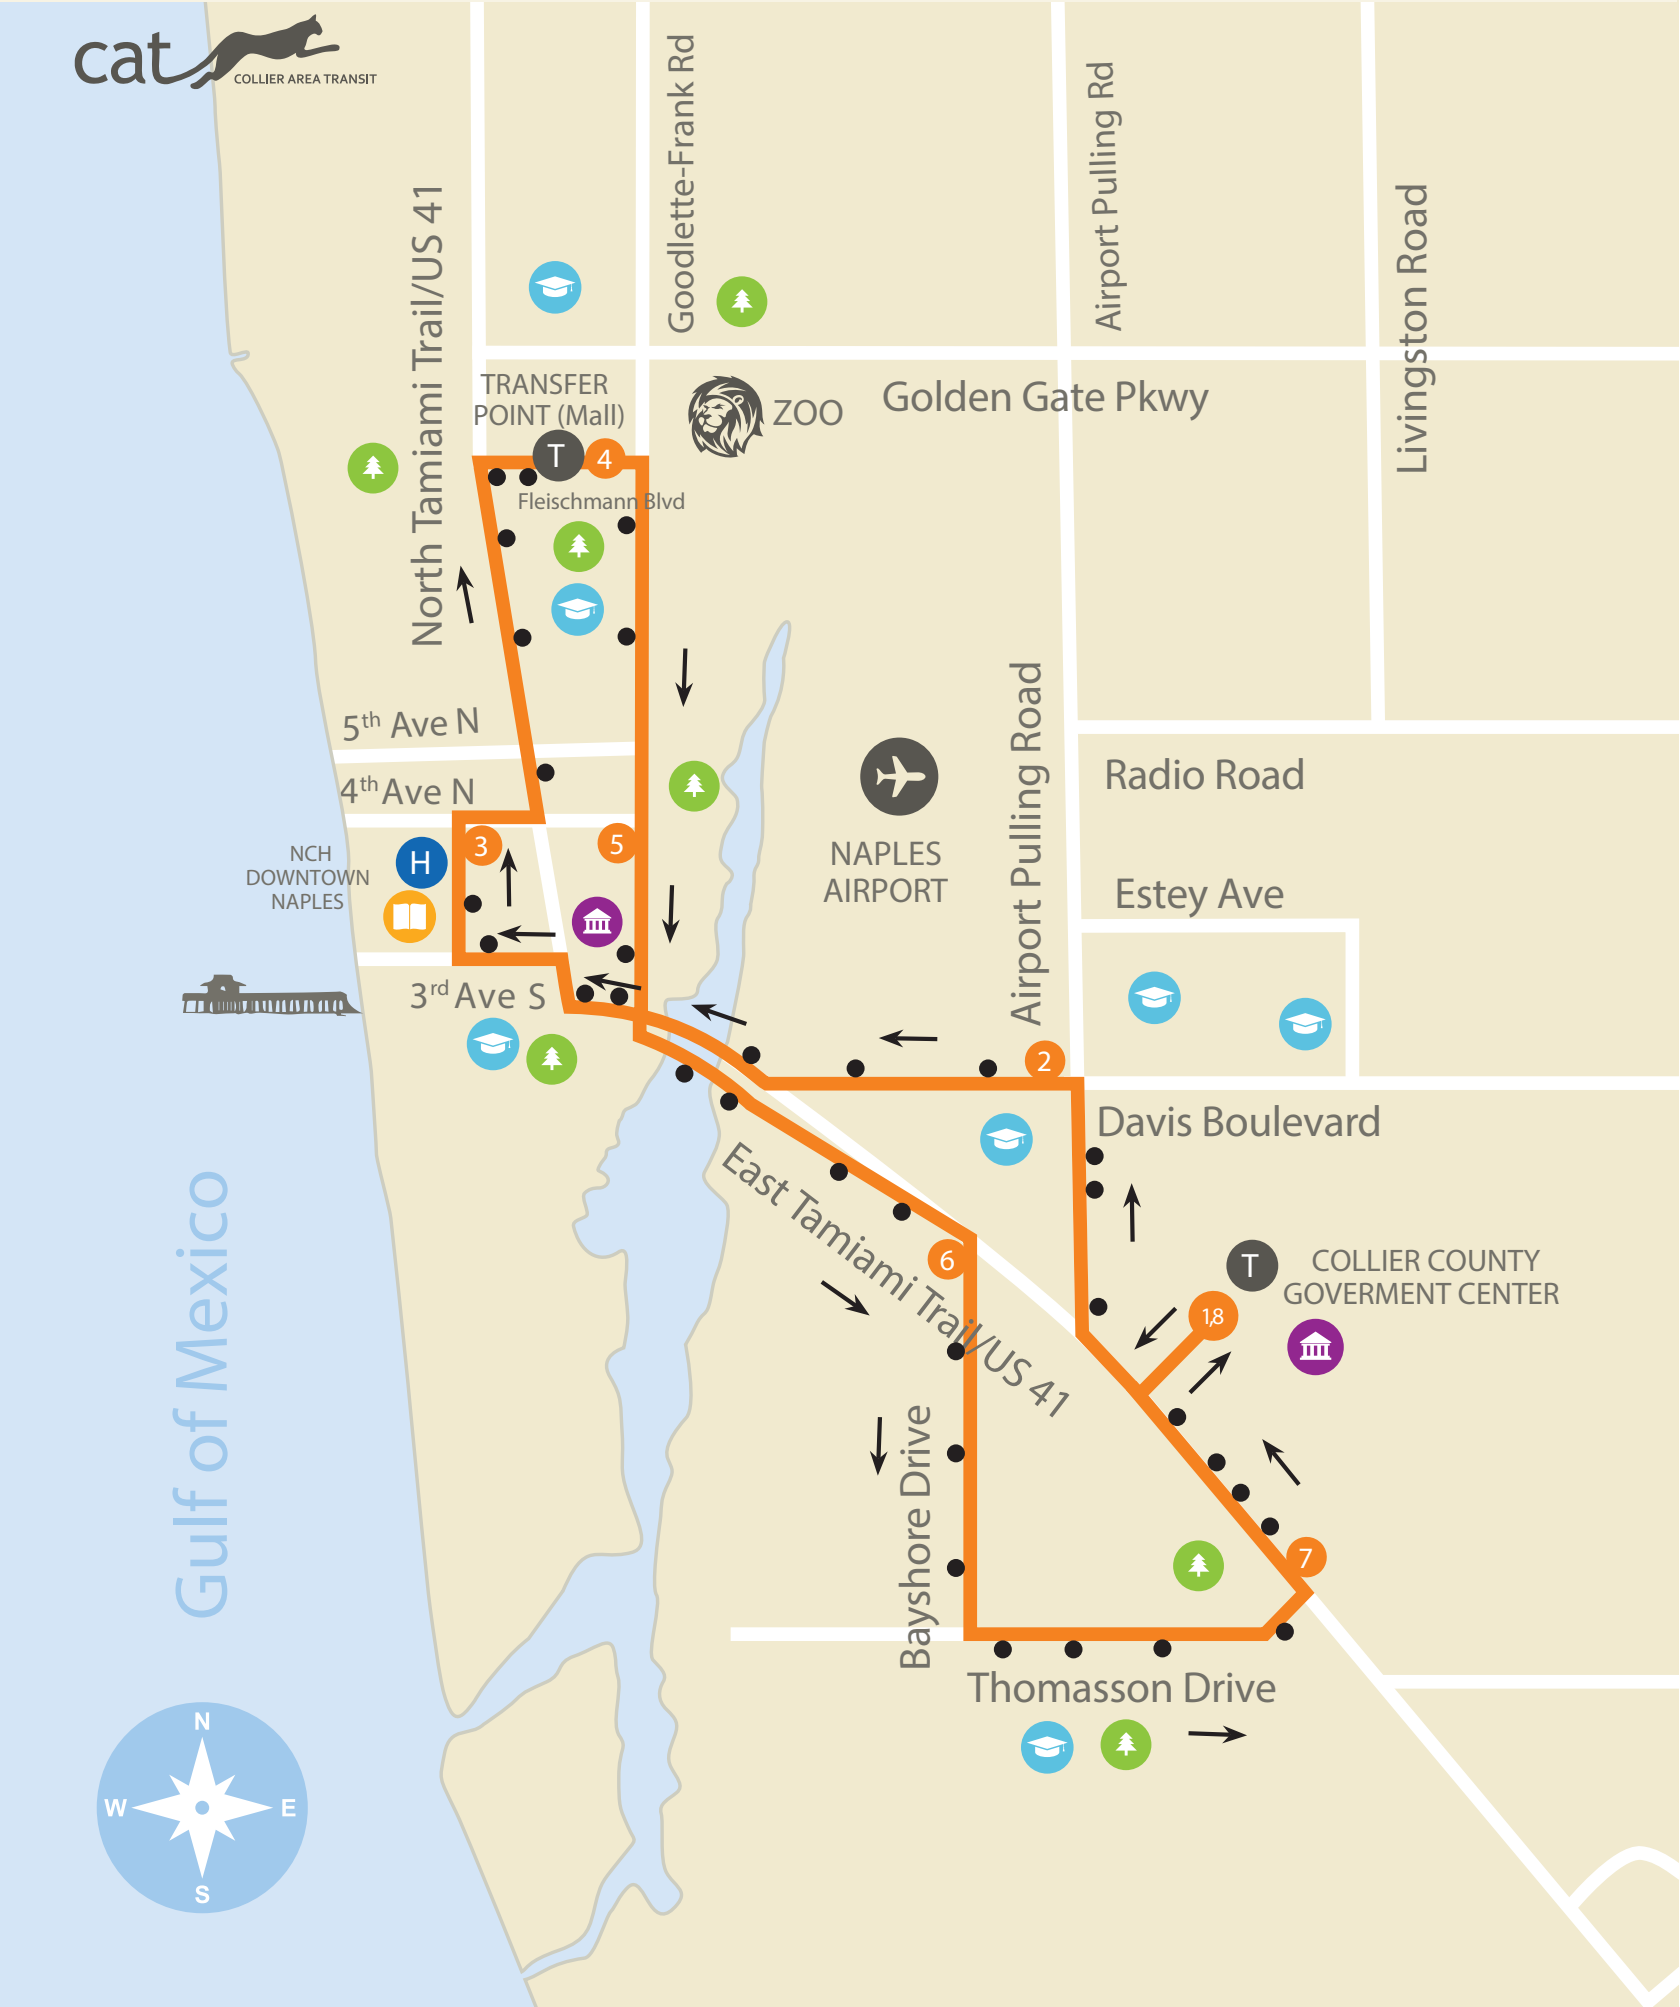 cat
COLLIER AREA TRANSIT
North Tamiami Trail/US 41
Goodlette-Frank Rd
Airport Pulling Rd
Livingston Road
TRANSFER
POINT (Mall)
T
4
Fleischmann Blvd
ZOO
Golden Gate Pkwy
5th Ave N
4th Ave N
NCH
DOWNTOWN
NAPLES
H
3
5
3rd Ave S
NAPLES
AIRPORT
Airport Pulling Road
Radio Road
Estey Ave
2
Davis Boulevard
East Tamiami Trail/US 41
6
T
COLLIER COUNTY
GOVERMENT CENTER
1,8
Bayshore Drive
7
Thomasson Drive
Gulf of Mexico
N
W
E
S